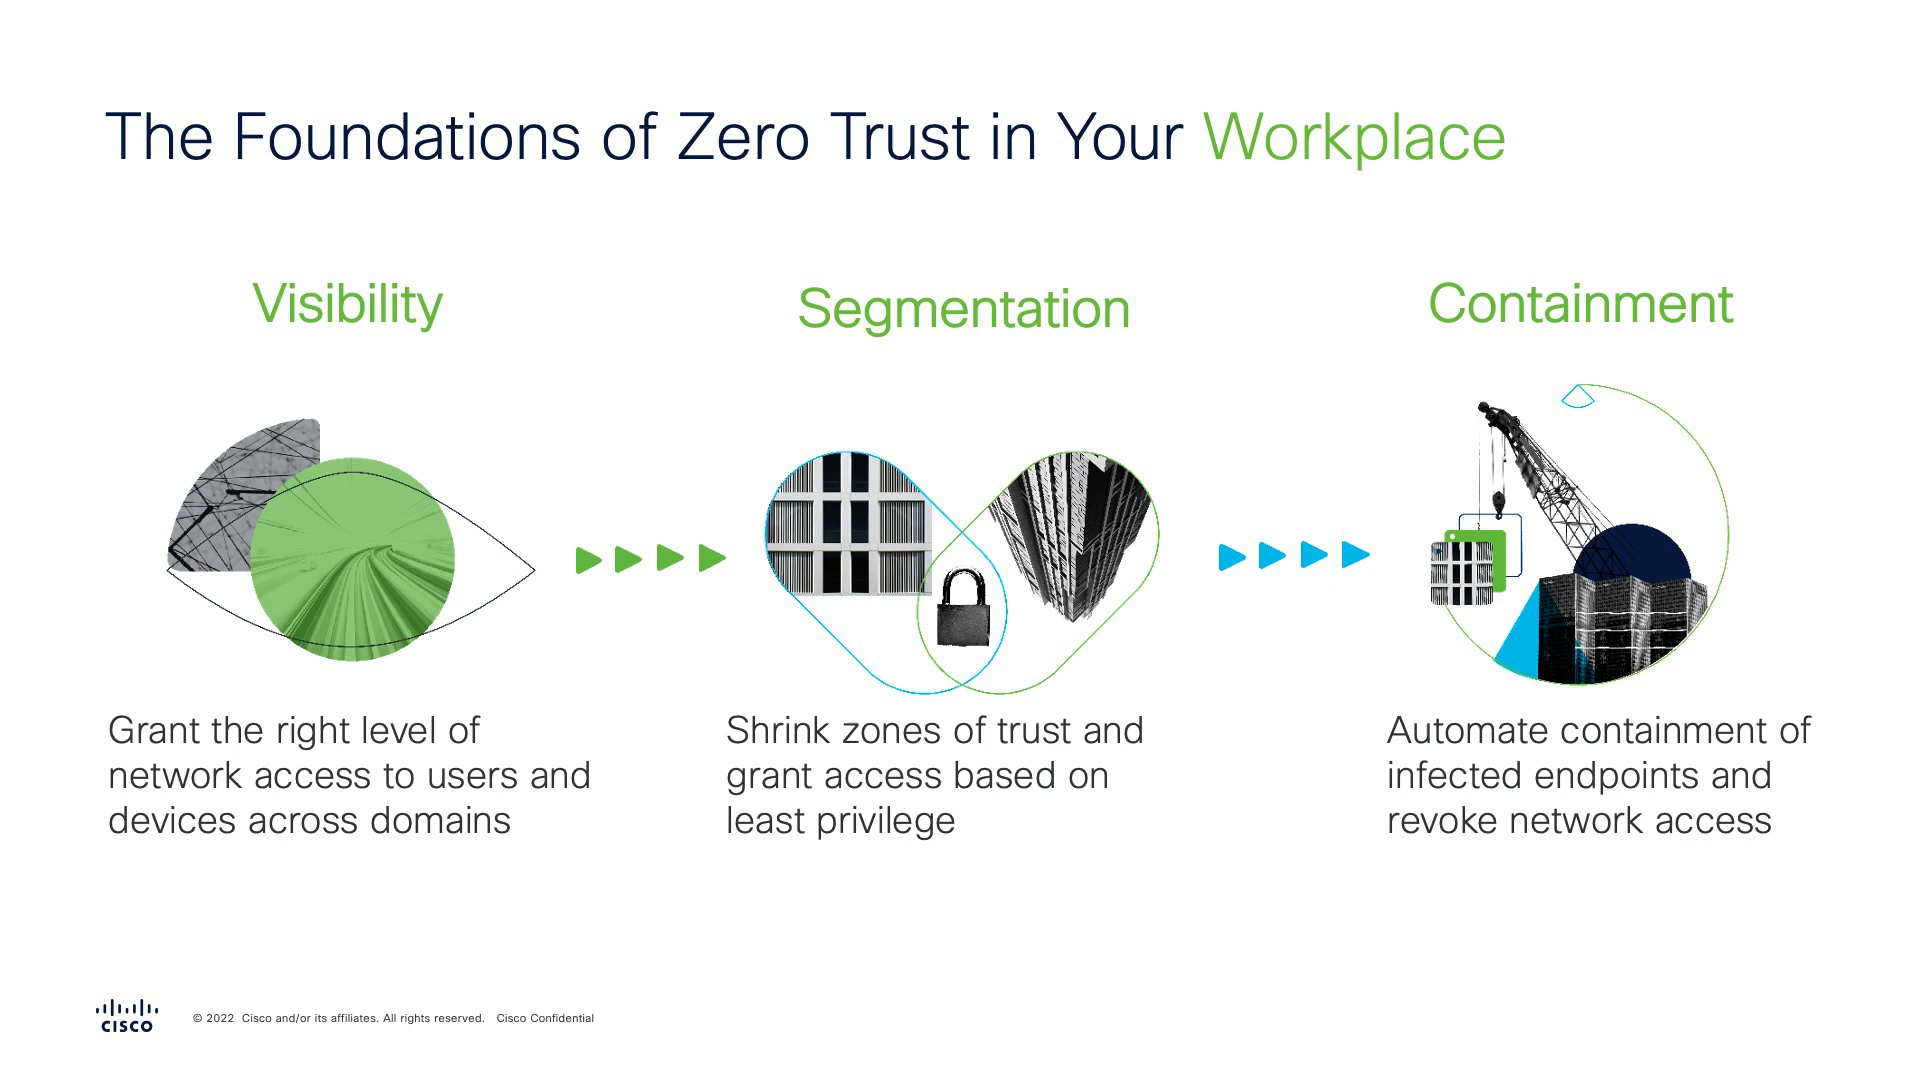 The Foundations of Zero Trust in Your Workplace
Visibility
Grant the right level of
network access to users and
devices across domains
Segmentation
Shrink zones of trust and
grant access based on
least privilege
Containment
Automate containment of
infected endpoints and
revoke network access
CISCO
© 2022 Cisco and/or its affiliates. All rights reserved. Cisco Confidential